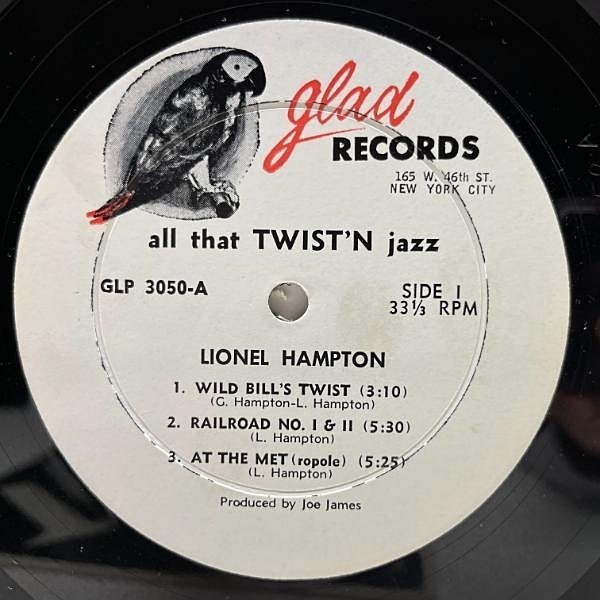 glad
RECORDS
165 W. 46th ST.
NEW YORK CITY
all that TWIST'N jazz
GLP 3050-A
SIDE I
33⅓ RPM
LIONEL HAMPTON
1. WILD BILL'S TWIST (3:10)
(G. Hampton-L. Hampton)
2. RAILROAD NO. I & II (5:30)
(L. Hampton)
3. AT THE MET (ropole) (5:25)
(L. Hampton)
Produced by Joe James